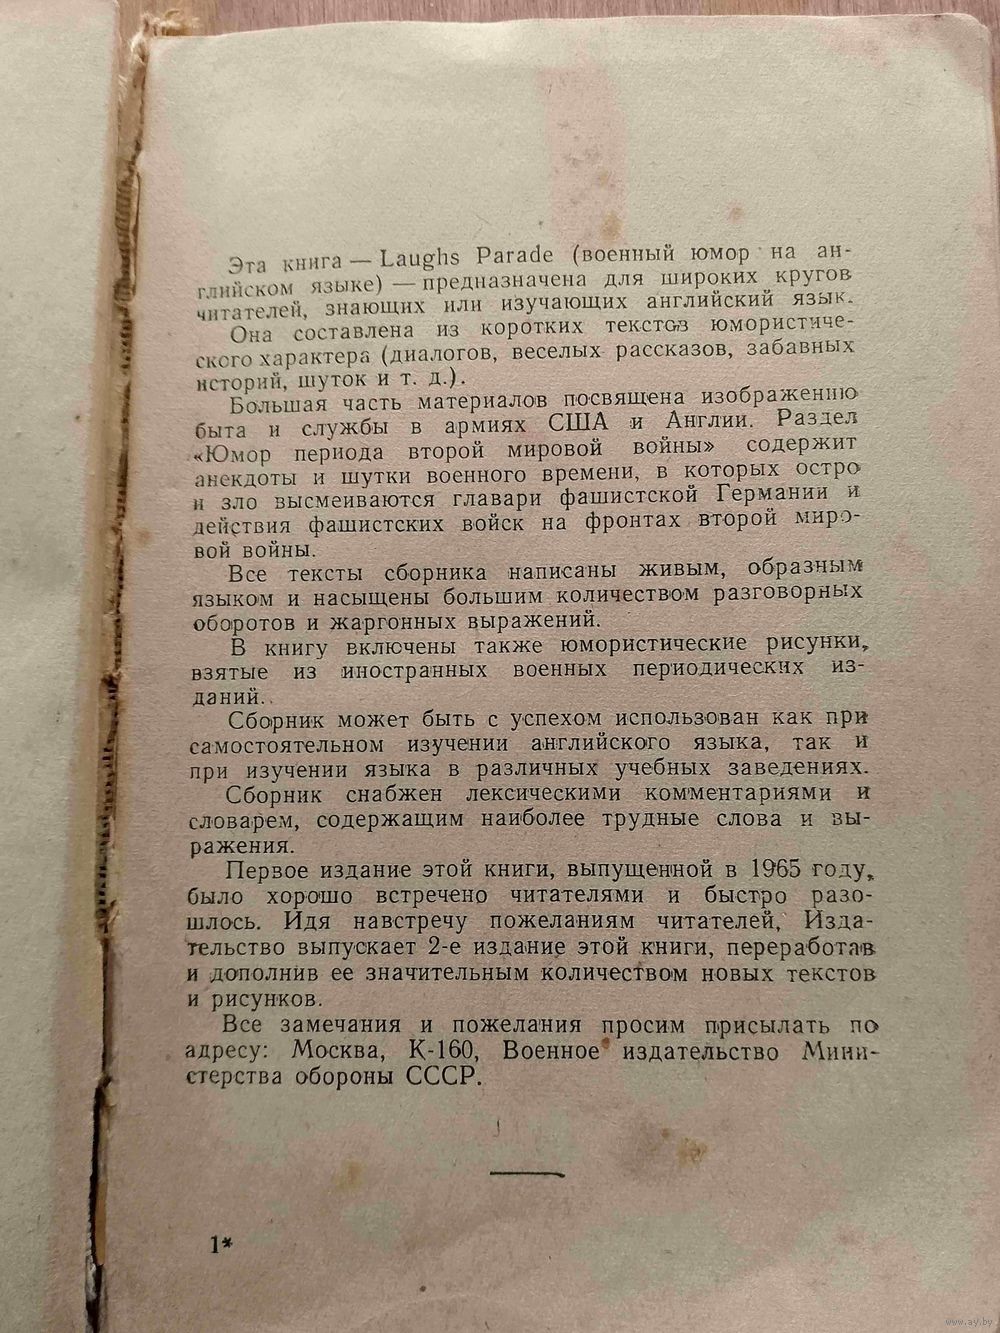 Эта книга — Laughs Parade (военный юмор на ан-
глийском языке) — предназначена для широких кругов
читателей, знающих или изучающих английский язык.
Она составлена из коротких текстов юмористиче-
ского характера (диалогов, веселых рассказов, забавных
историй, шуток и т. д.).
Большая часть материалов посвящена изображению
быта и службы в армиях США и Англии. Раздел
«Юмор периода второй мировой войны» содержит
анекдоты и шутки военного времени, в которых остро
и зло высмеиваются главари фашистской Германии и
действия фашистских войск на фронтах второй миро-
вой войны.
Все тексты сборника написаны живым, образным
языком и насыщены большим количеством разговорных
оборотов и жаргонных выражений.
В книгу включены также юмористические рисунки,
взятые из иностранных военных периодических из-
даний.
Сборник может быть с успехом использован как при
самостоятельном изучении английского языка, так и
при изучении языка в различных учебных заведениях.
Сборник снабжен лексическими комментариями и
словарем, содержащим наиболее трудные слова и вы-
ражения.
Первое издание этой книги, выпущенной в 1965 году,
было хорошо встречено читателями и быстро разо-
шлось. Идя навстречу пожеланиям читателей, Изда-
тельство выпускает 2-е издание этой книги, переработав
и дополнив ее значительным количеством новых текстов
и рисунков.
Все замечания и пожелания просим присылать по
адресу: Москва, К-160, Военное издательство Мини-
стерства обороны СССР.
1*
www.ay.by